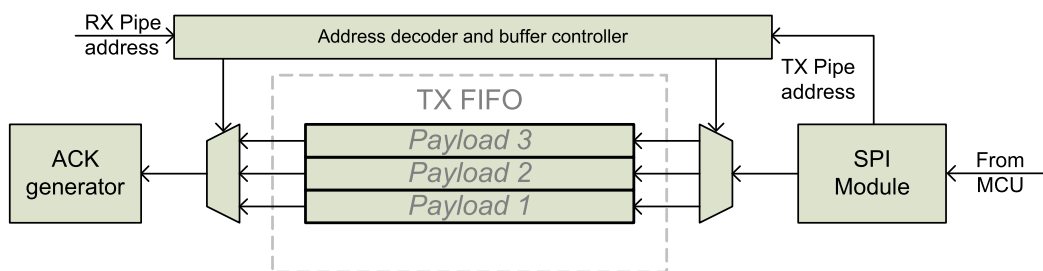 RX Pipe
address
Address decoder and buffer controller
TX Pipe
address
TX FIFO
Payload 3
Payload 2
Payload 1
ACK
generator
SPI
Module
From
MCU